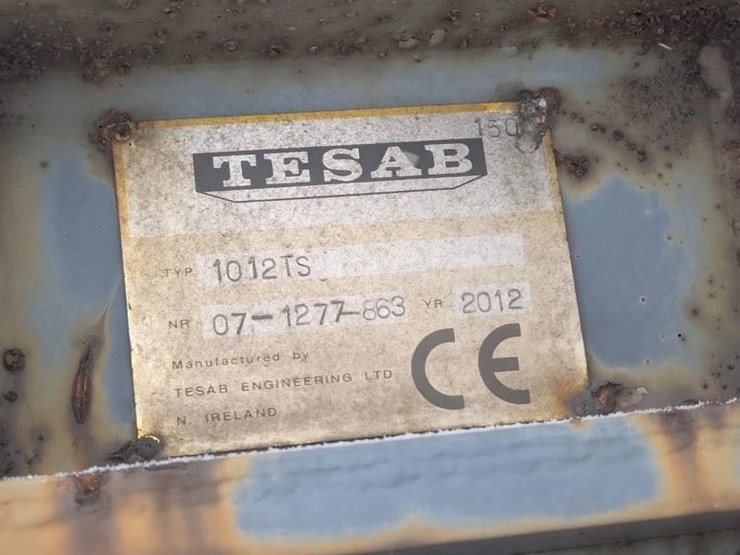 150
TESAB
TYP 1012TS
NR 07-1277-863 YR 2012
Manufactured by
TESAB ENGINEERING LTD
N IRELAND
CE